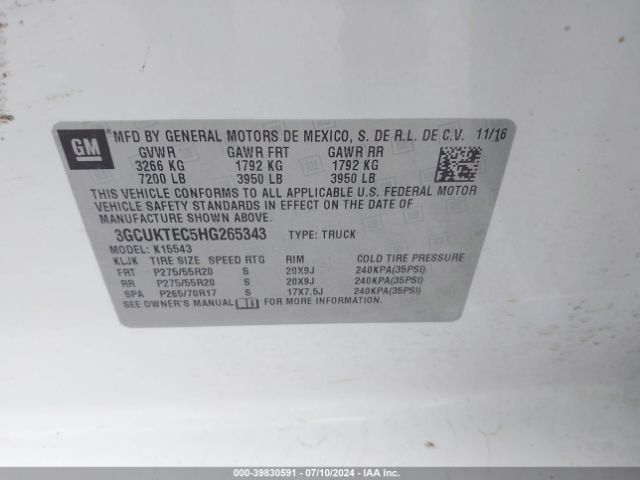 GM
MFD BY GENERAL MOTORS DE MEXICO, S. DE R.L. DE C.V. 11/16
GVWR GAWR FRT GAWR RR
3266 KG 1792 KG 1792 KG
7200 LB 3950 LB 3950 LB
THIS VEHICLE CONFORMS TO ALL APPLICABLE U.S. FEDERAL MOTOR
VEHICLE SAFETY STANDARDS IN EFFECT ON THE DATE OF
MANUFACTURE SHOWN ABOVE.
3GCUKTEC5HG265343 TYPE: TRUCK
MODEL: K15543
KLJK TIRE SIZE SPEED RTG RIM COLD TIRE PRESSURE
FRT P275/55R20 S 20X9J 240KPA(35PSI)
RR P275/55R20 S 20X9J 240KPA(35PSI)
SPA P265/70R17 S 17X7.5J 240KPA(35PSI)
SEE OWNER'S MANUAL FOR MORE INFORMATION.
STOCK #: 39830591 / 07/10/2024 / IAA Inc.